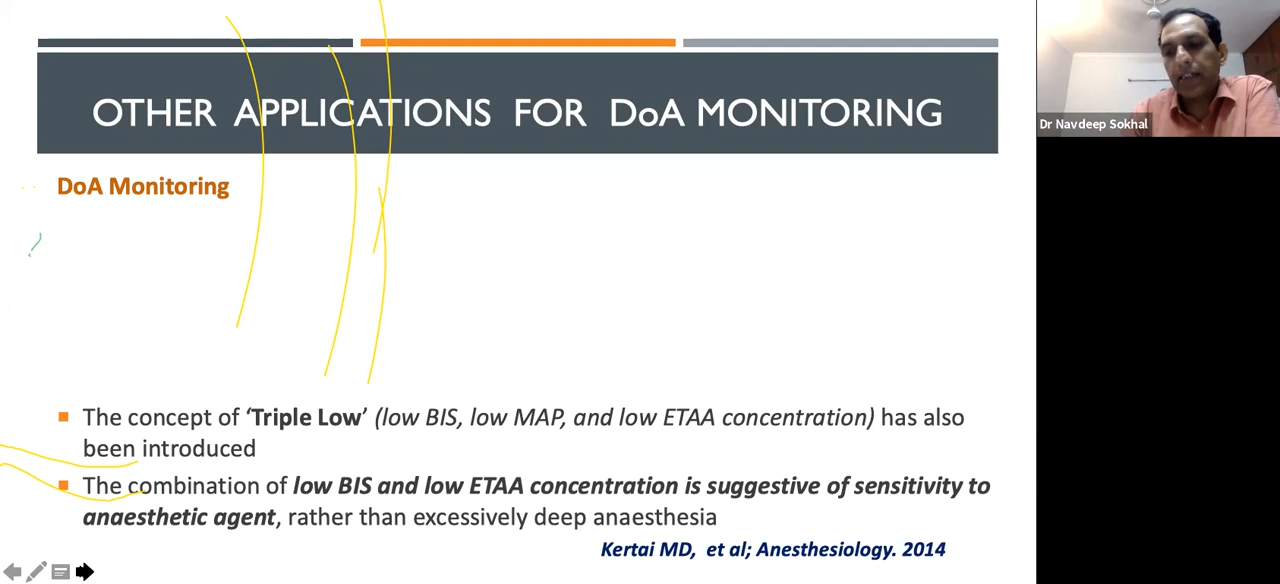 OTHER APPLICATIONS FOR DoA MONITORING
Dr Navdeep Sokhal
DoA Monitoring
The concept of ‘Triple Low’ (low BIS, low MAP, and low ETAA concentration) has also
been introduced
The combination of low BIS and low ETAA concentration is suggestive of sensitivity to
anaesthetic agent, rather than excessively deep anaesthesia
Kertai MD, et al; Anesthesiology. 2014